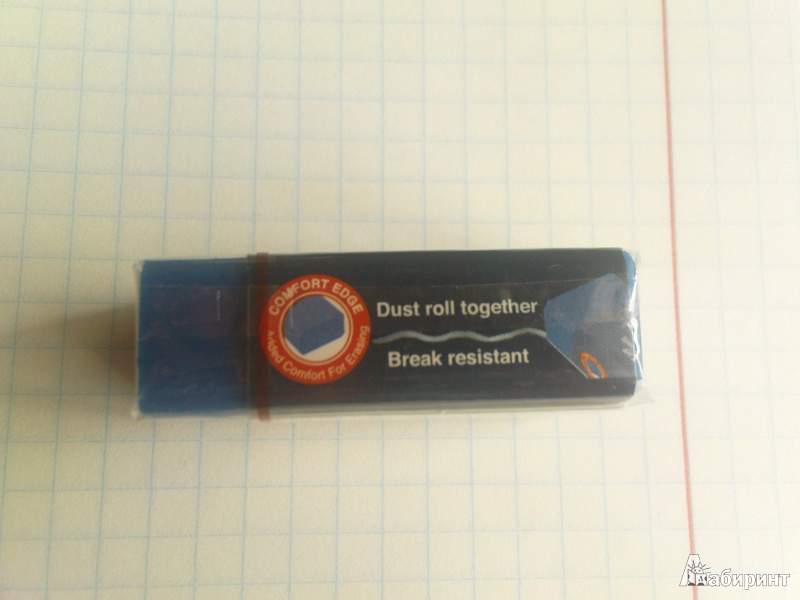 COMFORT EDGE
Added Comfort For Erasing
Dust roll together
Break resistant
Лабиринт